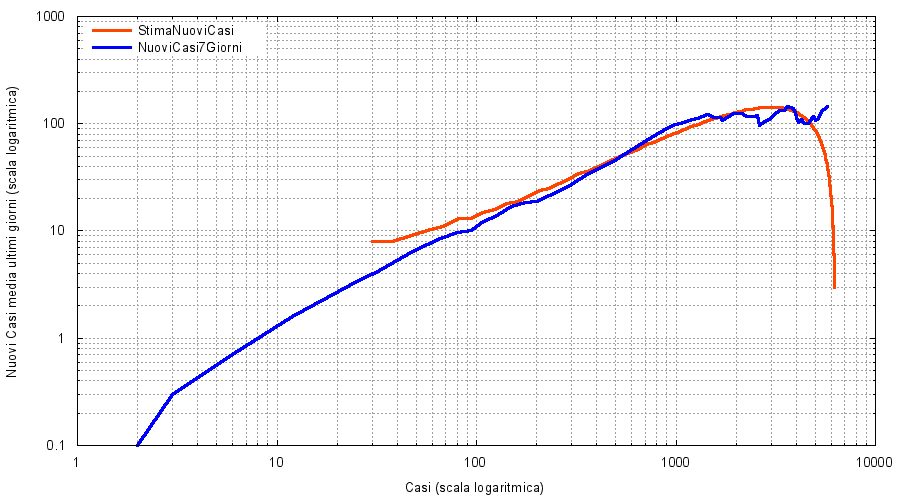 1000
StimaNuoviCasi
NuoviCasi7Giorni
100
10
1
0.1
Nuovi Casi media ultimi giorni (scala logaritmica)
1 10 100 1000 10000
Casi (scala logaritmica)